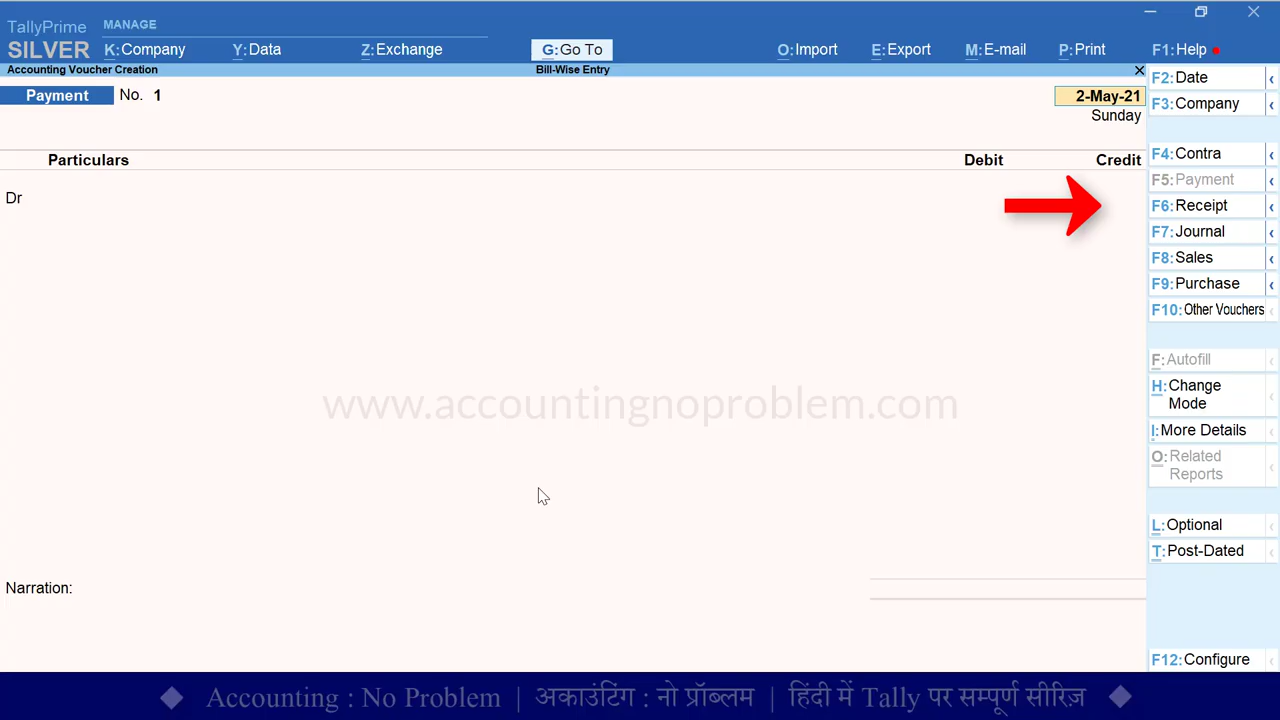 TallyPrime
MANAGE
SILVER
K:Company
Y:Data
Z:Exchange
G:Go To
O:Import
E:Export
M:E-mail
P:Print
F1:Help
Accounting Voucher Creation
Bill-Wise Entry
Payment
No. 1
2-May-21
Sunday
Particulars
Debit
Credit
Dr
www.accountingnoproblem.com
Narration:
F2:Date
F3:Company
F4:Contra
F5:Payment
F6:Receipt
F7:Journal
F8:Sales
F9:Purchase
F10:Other Vouchers
F:Autofill
H:Change
Mode
I:More Details
O:Related
Reports
L:Optional
T:Post-Dated
F12:Configure
Accounting : No Problem | अकाउंटिंग : नो प्रॉब्लम | हिंदी में Tally पर सम्पूर्ण सीरिज़